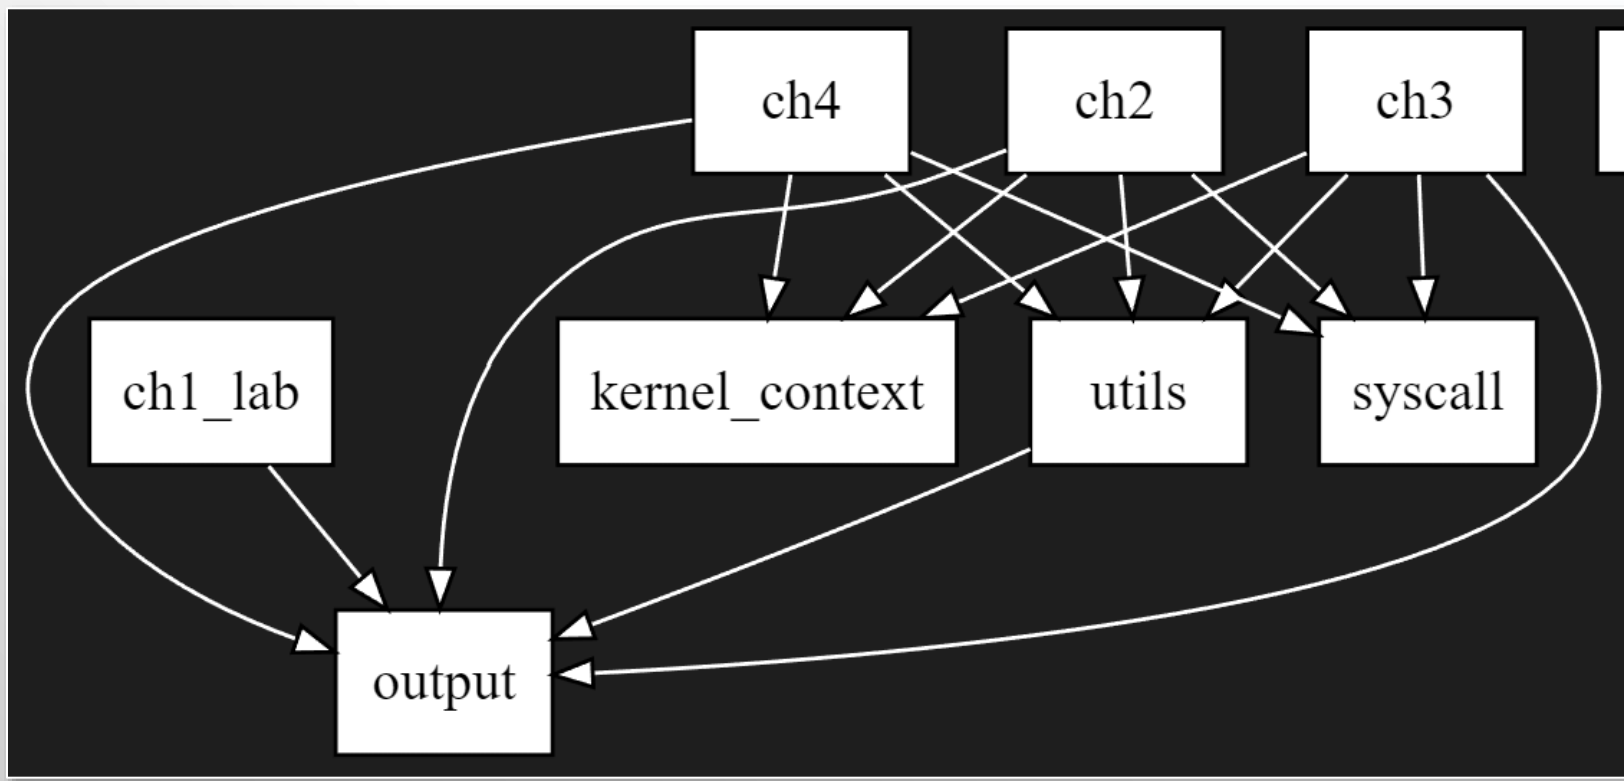 ch4
ch2
ch3
ch1_lab
kernel_context
utils
syscall
output